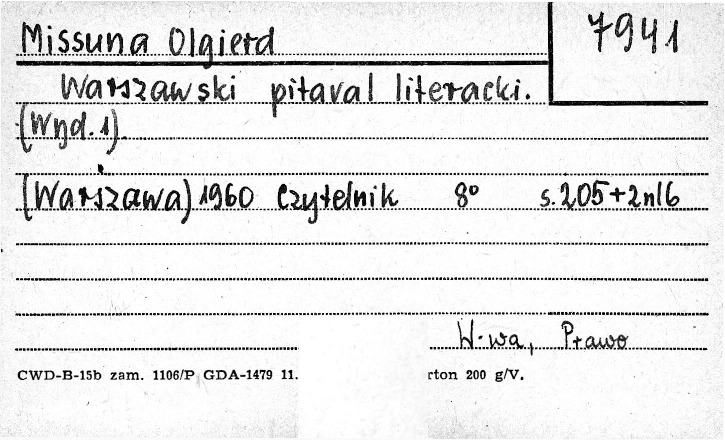 7941
Missuna Olgierd
Warszawski pitaval literacki.
(Wyd. 1).
(Warszawa) 1960 Czytelnik 8° s. 205+2nl6
W-wa, Prawo
CWD-B-15b zam. 1106/P GDA-1479 11. rton 200 g/V.